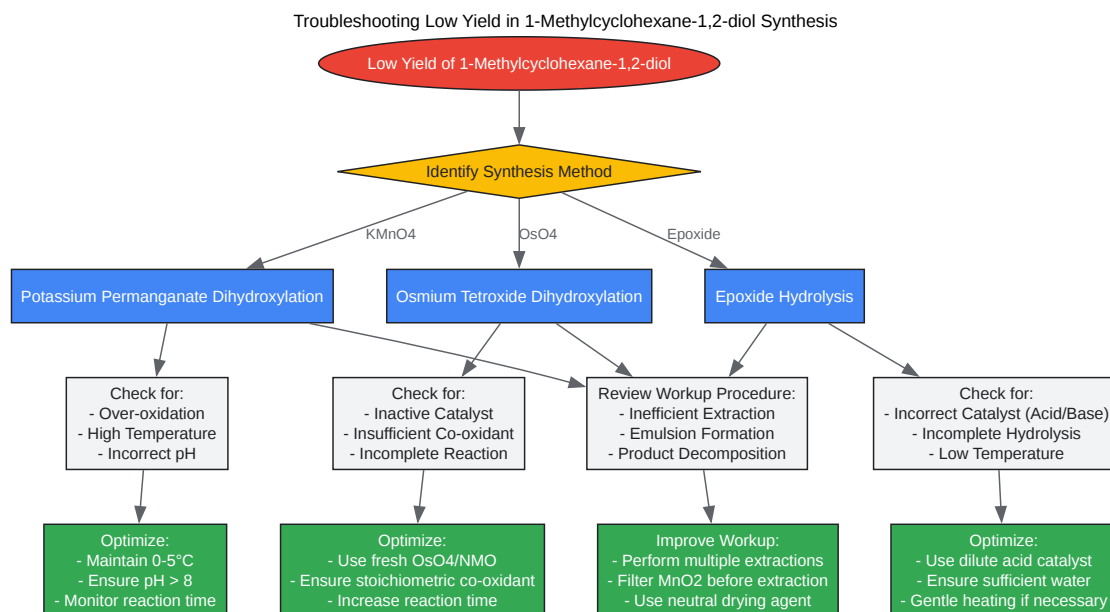 Troubleshooting Low Yield in 1-Methylcyclohexane-1,2-diol Synthesis
Low Yield of 1-Methylcyclohexane-1,2-diol
Identify Synthesis Method
KMnO4
OsO4
Epoxide
Potassium Permanganate Dihydroxylation
Osmium Tetroxide Dihydroxylation
Epoxide Hydrolysis
Check for:
- Over-oxidation
- High Temperature
- Incorrect pH
Check for:
- Inactive Catalyst
- Insufficient Co-oxidant
- Incomplete Reaction
Review Workup Procedure:
- Inefficient Extraction
- Emulsion Formation
- Product Decomposition
Check for:
- Incorrect Catalyst (Acid/Base)
- Incomplete Hydrolysis
- Low Temperature
Optimize:
- Maintain 0-5°C
- Ensure pH > 8
- Monitor reaction time
Optimize:
- Use fresh OsO4/NMO
- Ensure stoichiometric co-oxidant
- Increase reaction time
Improve Workup:
- Perform multiple extractions
- Filter MnO2 before extraction
- Use neutral drying agent
Optimize:
- Use dilute acid catalyst
- Ensure sufficient water
- Gentle heating if necessary